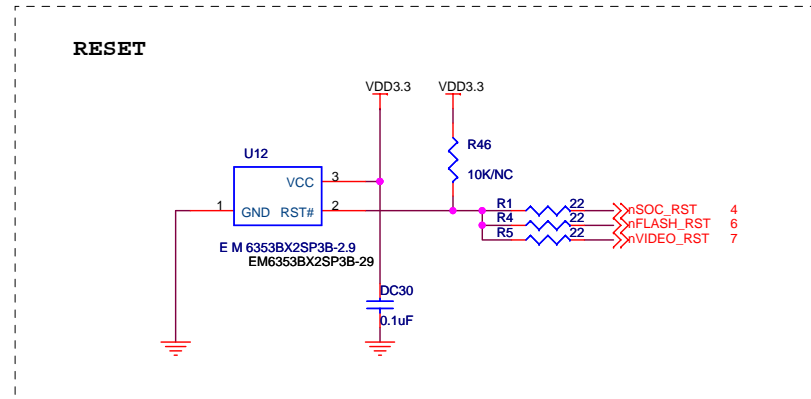 RESET
VDD3.3 VDD3.3
R46
10K/NC
U12
VCC 3
1 GND RST# 2
R1 22 nSOC_RST 4
R4 22 nFLASH_RST 6
R5 22 nVIDEO_RST 7
E M 6353BX2SP3B-2.9
EM6353BX2SP3B-29
DC30
0.1uF